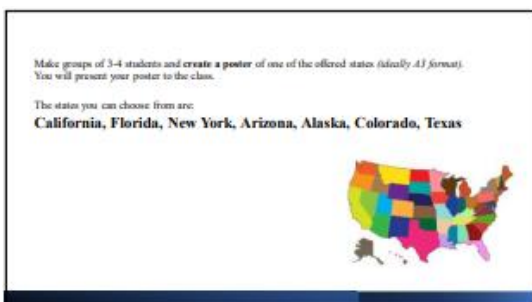 Make groups of 3-4 students and create a poster of one of the offered states (ideally A3 format).
You will present your poster to the class.
The states you can choose from are:
California, Florida, New York, Arizona, Alaska, Colorado, Texas